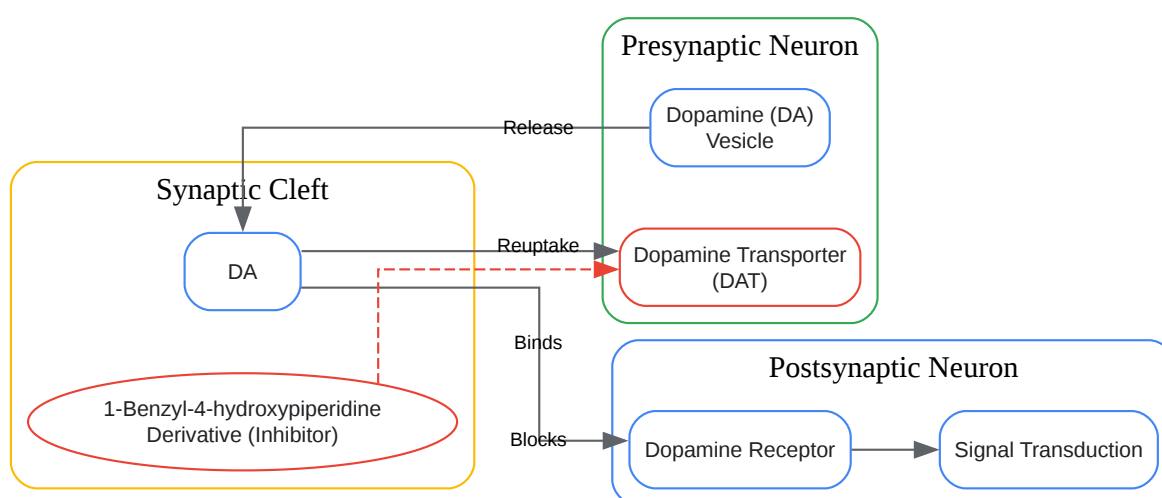 Presynaptic Neuron
Dopamine (DA)
Vesicle
Release
Synaptic Cleft
DA
Reuptake
Dopamine Transporter
(DAT)
Binds
Postsynaptic Neuron
1-Benzyl-4-hydroxypiperidine
Derivative (Inhibitor)
Blocks
Dopamine Receptor
Signal Transduction